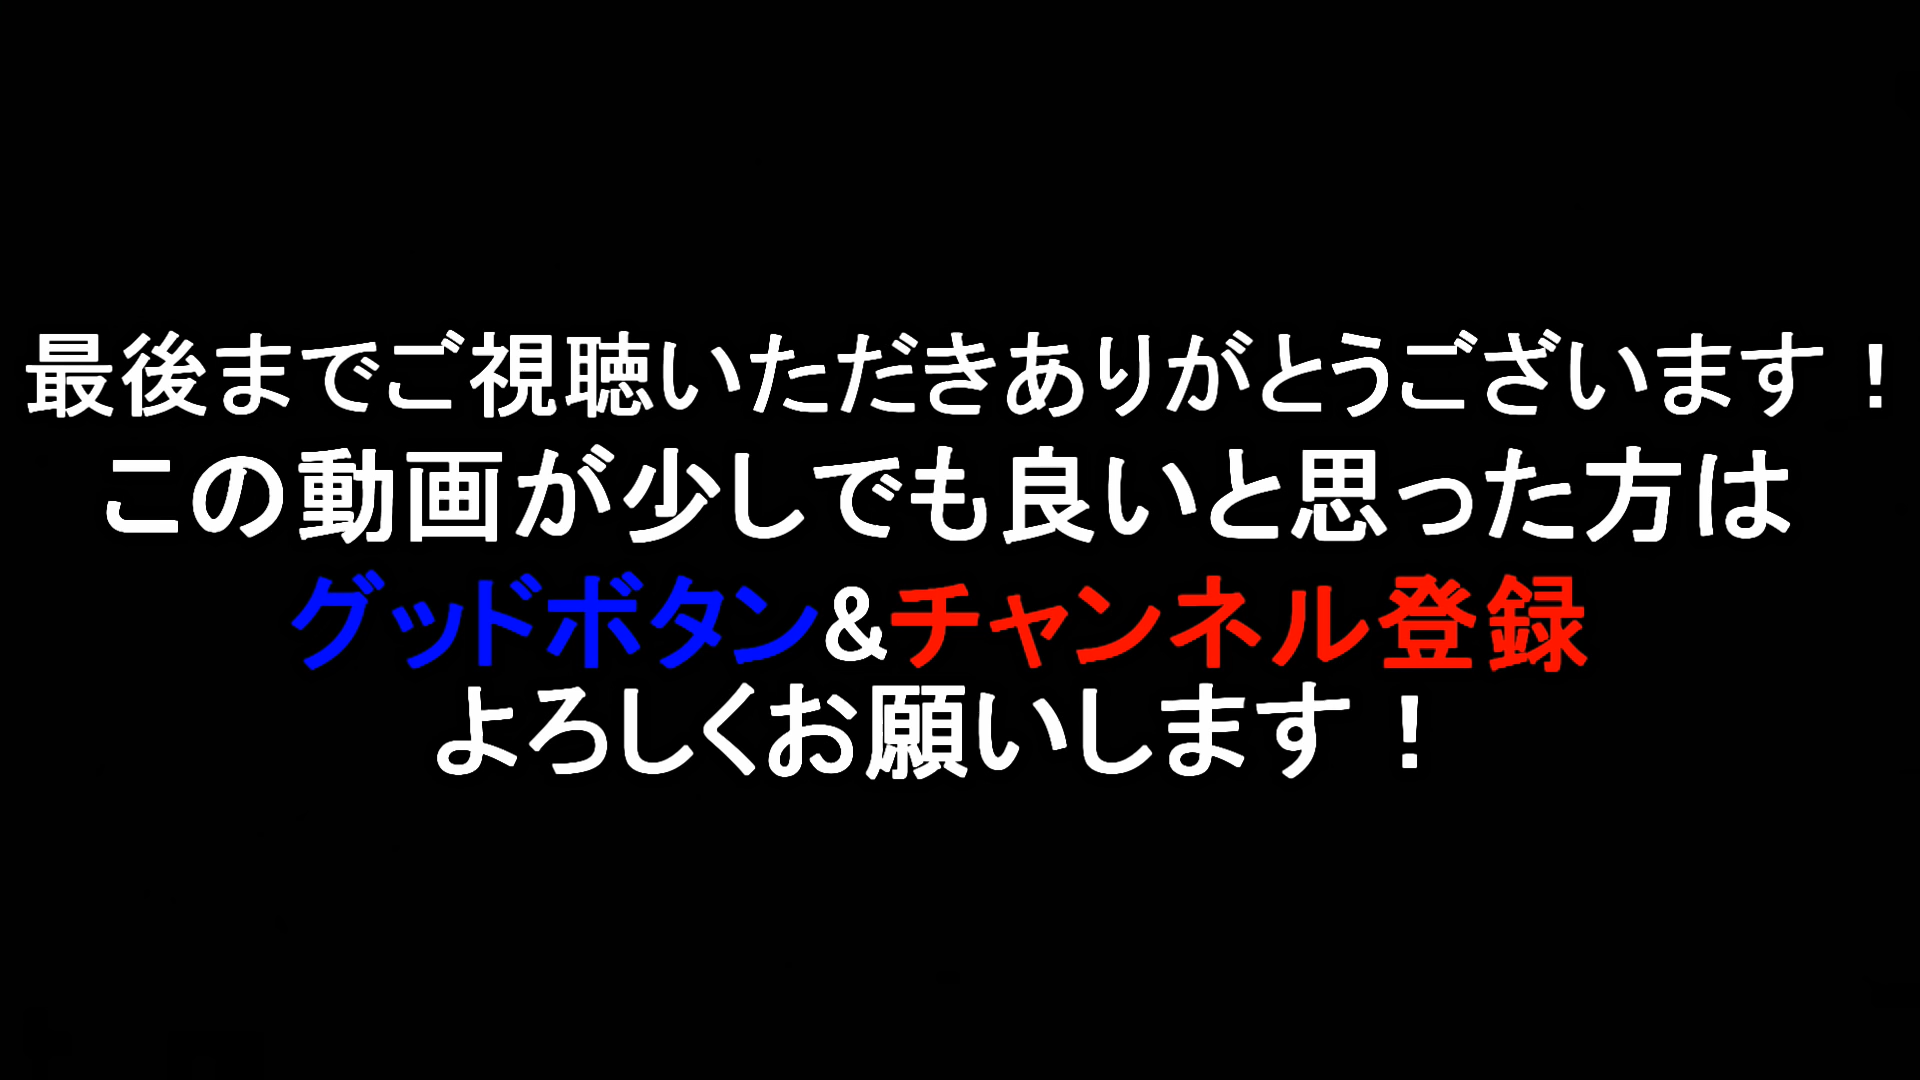 最後までご視聴いただきありがとうございます！
この動画が少しでも良いと思った方は
グッドボタン&チャンネル登録
よろしくお願いします！